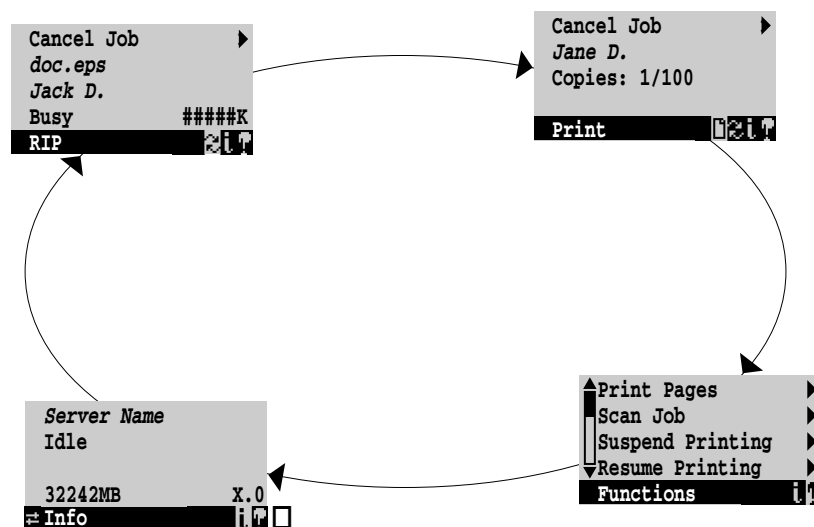 Cancel Job
doc.eps
Jack D.
Busy #####K
RIP
Cancel Job
Jane D.
Copies: 1/100
Print
Print Pages
Scan Job
Suspend Printing
Resume Printing
Functions
Server Name
Idle
32242MB X.0
Info